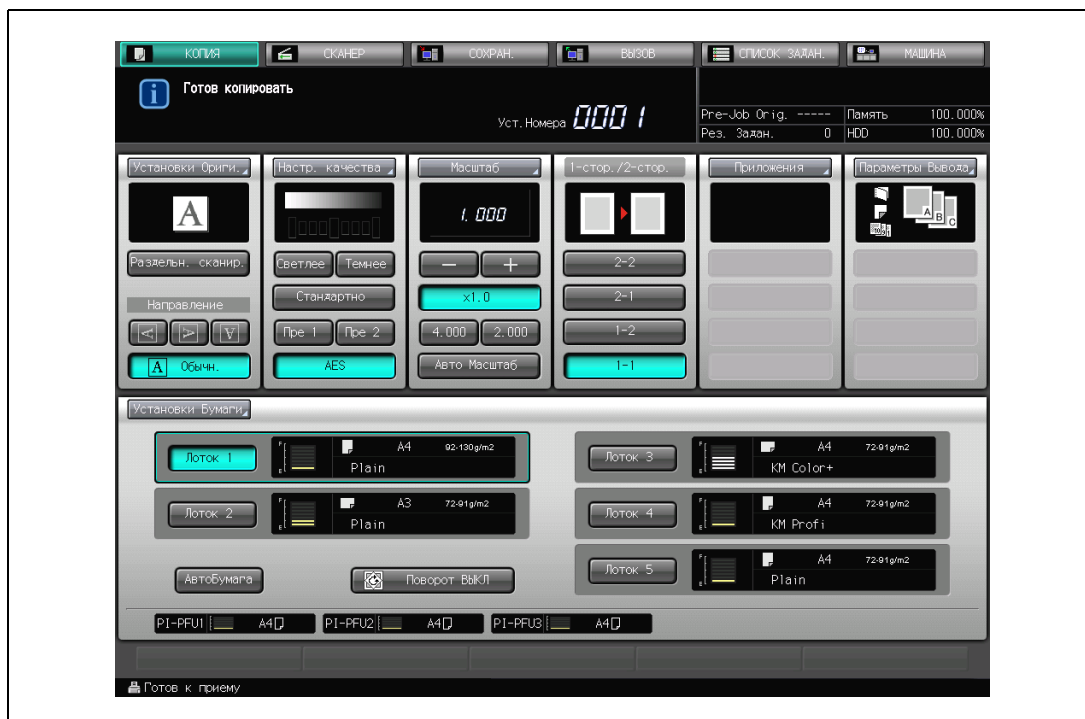 КОПИЯ СКАНЕР СОХРАН. ВЫЗОВ СПИСОК ЗАДАН. МАШИНА
Готов копировать
Уст.Номера 0001
Pre-Job Orig. ----- Память 100.000%
Рез. Задан. 0 HDD 100.000%
Установки Ориги. Настр. качества Масштаб 1-стор./2-стор. Приложения Параметры Вывода
A 1.000 A B C
Раздельн. сканир. Светлее Темнее − + 2-2
Направление Стандартно x1.0 2-1
A A A Пре 1 Пре 2 4.000 2.000 1-2
A Обычн. AES Авто Масштаб 1-1
Установки Бумаги
Лоток 1 F E A4 92-130g/m2
Plain
Лоток 2 F E A3 72-91g/m2
Plain
Лоток 3 F E A4 72-91g/m2
KM Color+
Лоток 4 F E A4 72-91g/m2
KM Profi
Лоток 5 F E A4 72-91g/m2
Plain
АвтоБумага Поворот ВЫКЛ
PI-PFU1 A4 PI-PFU2 A4 PI-PFU3 A4
Готов к приему